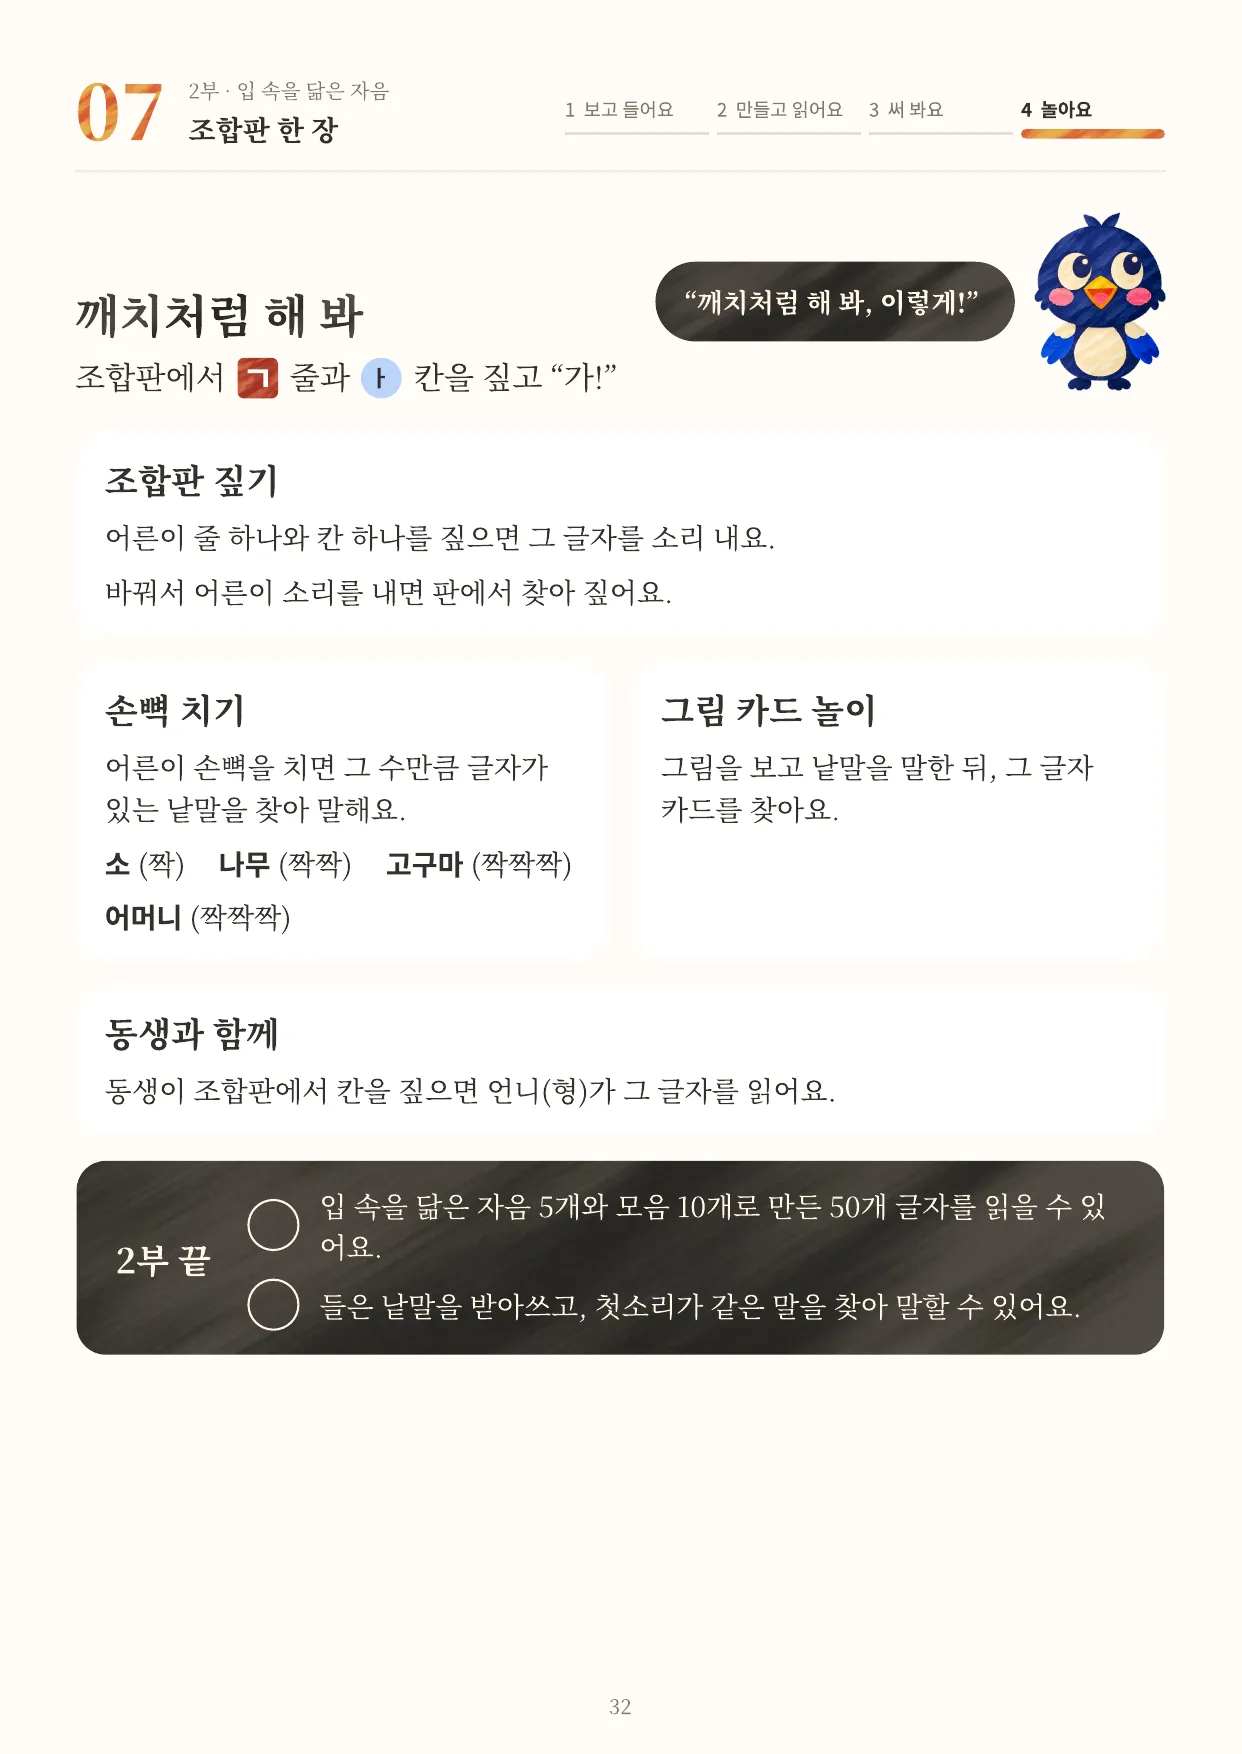 07
2부 · 입 속을 닮은 자음
조합판 한 장
1 보고 들어요
2 만들고 읽어요
3 써 봐요
4 놀아요
“깨치처럼 해 봐, 이렇게!”
깨치처럼 해 봐
조합판에서 ㄱ 줄과 ㅏ 칸을 짚고 “가!”
조합판 짚기
어른이 줄 하나와 칸 하나를 짚으면 그 글자를 소리 내요.
바꿔서 어른이 소리를 내면 판에서 찾아 짚어요.
손뼉 치기
어른이 손뼉을 치면 그 수만큼 글자가
있는 낱말을 찾아 말해요.
소 (짝) 나무 (짝짝) 고구마 (짝짝짝)
어머니 (짝짝짝)
그림 카드 놀이
그림을 보고 낱말을 말한 뒤, 그 글자
카드를 찾아요.
동생과 함께
동생이 조합판에서 칸을 짚으면 언니(형)가 그 글자를 읽어요.
2부 끝
입 속을 닮은 자음 5개와 모음 10개로 만든 50개 글자를 읽을 수 있
어요.
들은 낱말을 받아쓰고, 첫소리가 같은 말을 찾아 말할 수 있어요.
32